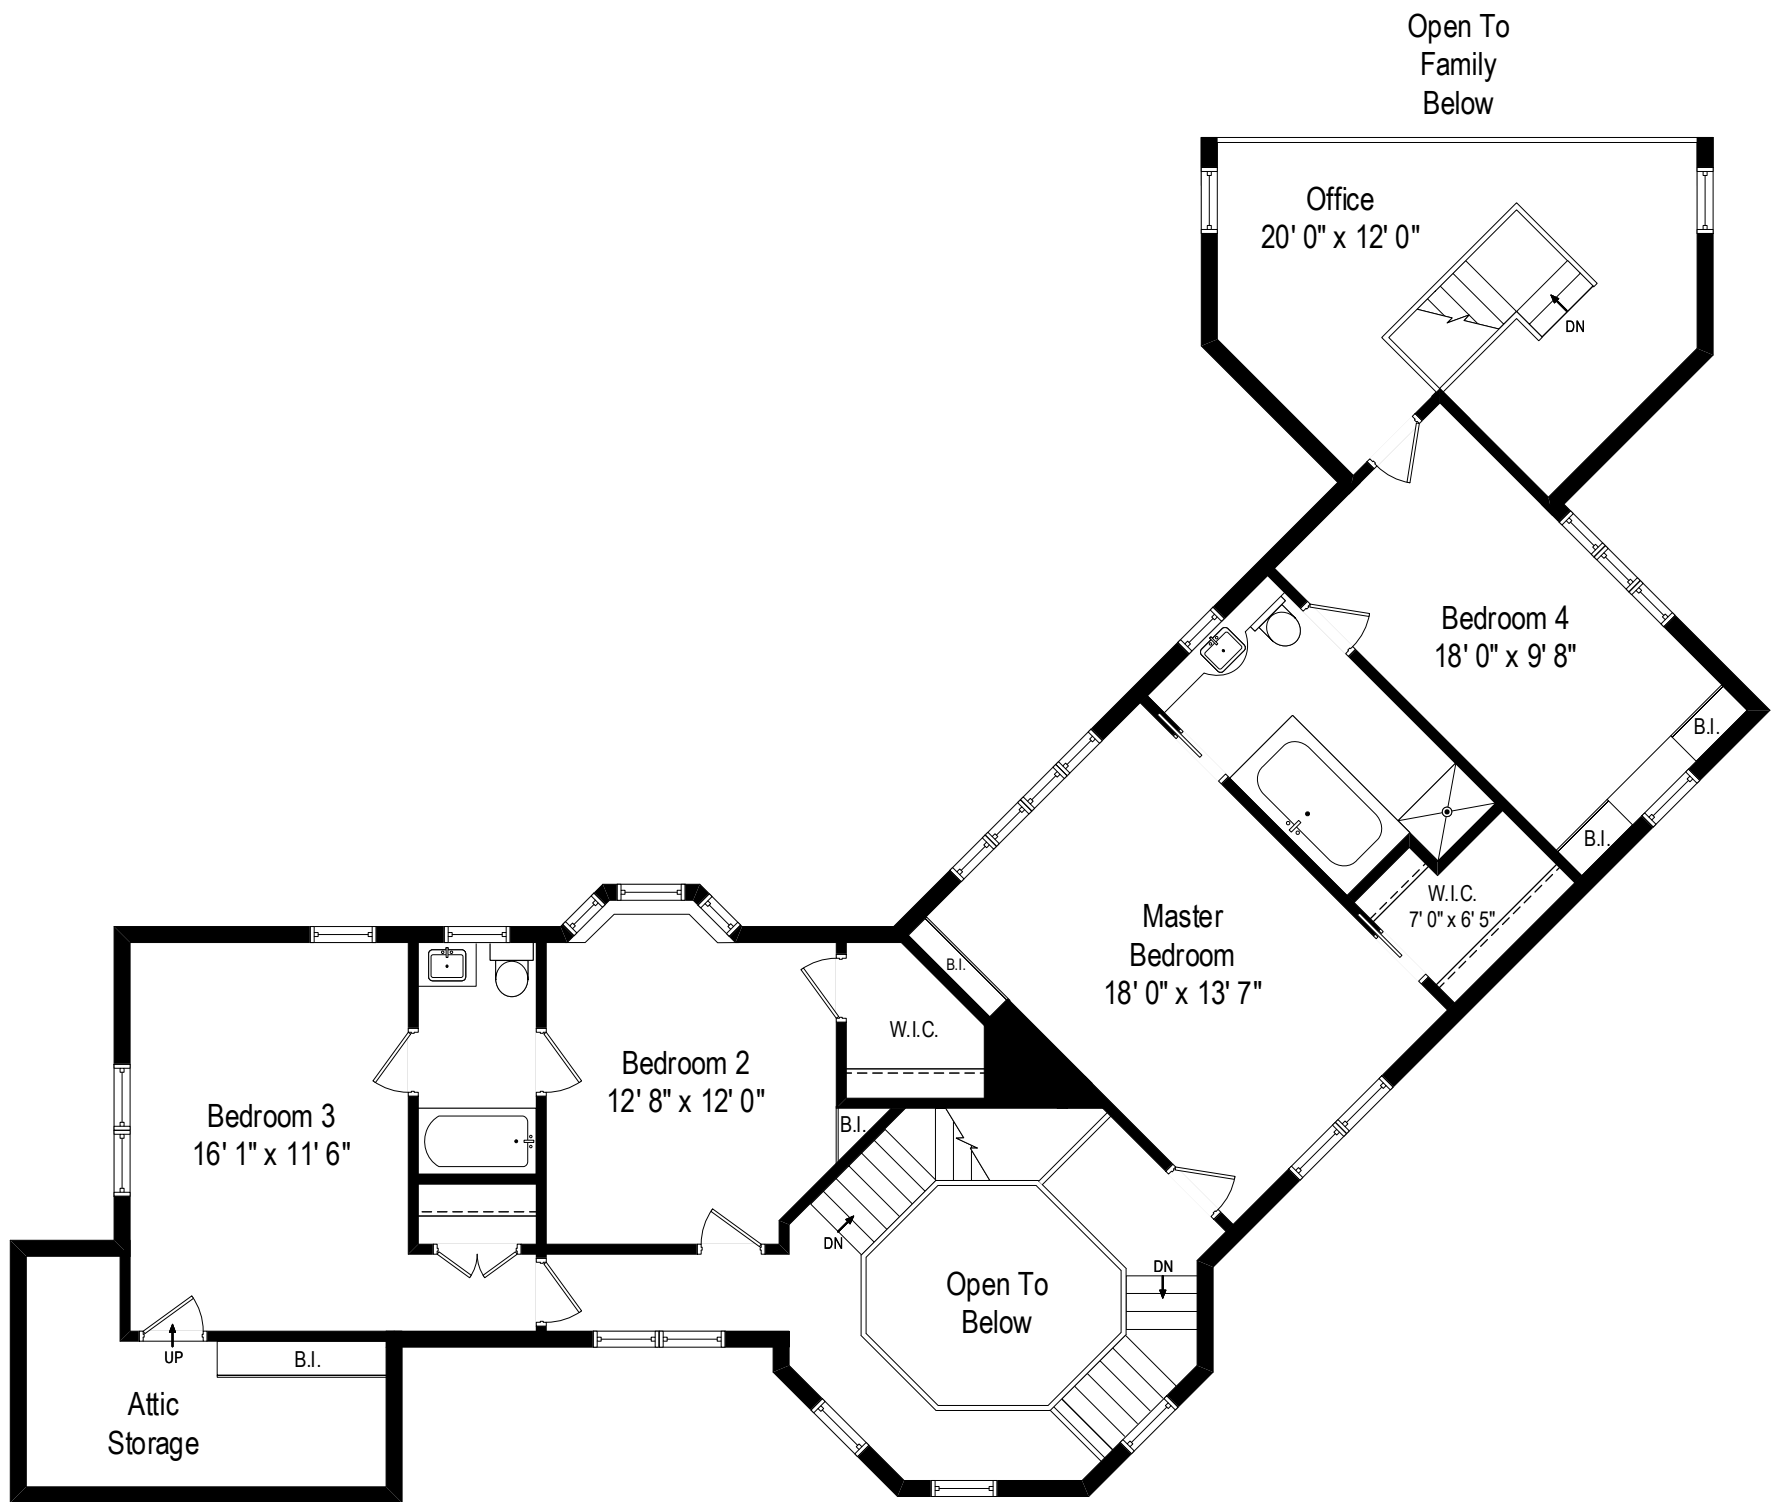 Open To
Family
Below
Office
20' 0" x 12' 0"
DN
Bedroom 4
18' 0" x 9' 8"
B.I.
B.I.
W.I.C.
7' 0" x 6' 5"
Master
Bedroom
18' 0" x 13' 7"
B.I.
W.I.C.
Bedroom 2
12' 8" x 12' 0"
B.I.
Bedroom 3
16' 1" x 11' 6"
DN
DN
Open To
Below
UP
B.I.
Attic
Storage